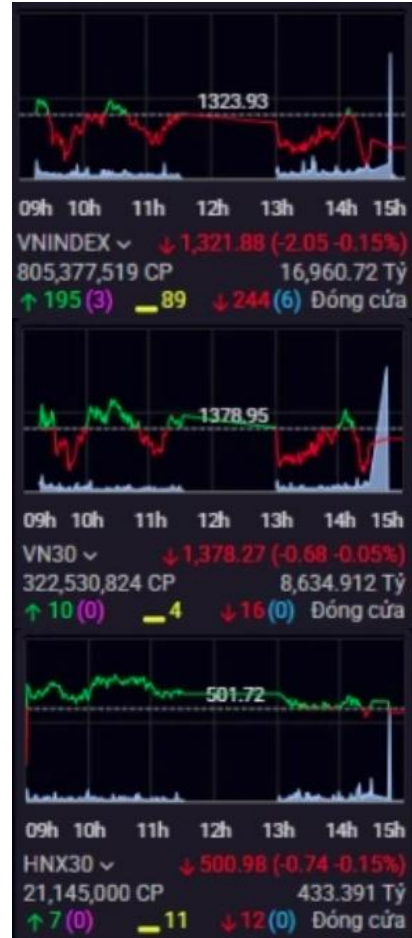 1323.93
09h 10h 11h 12h 13h 14h 15h
VNINDEX ↓ 1,321.88 (-2.05 -0.15%)
805,377,519 CP 16,960.72 Tỷ
↑ 195 (3) 89 ↓ 244 (6) Đóng cửa
1378.95
09h 10h 11h 12h 13h 14h 15h
VN30 ↓ 1,378.27 (-0.68 -0.05%)
322,530,824 CP 8,634.912 Tỷ
↑ 10 (0) 4 ↓ 16 (0) Đóng cửa
501.72
09h 10h 11h 12h 13h 14h 15h
HNX30 ↓ 500.98 (-0.74 -0.15%)
21,145,000 CP 433.391 Tỷ
↑ 7 (0) 11 ↓ 12 (0) Đóng cửa